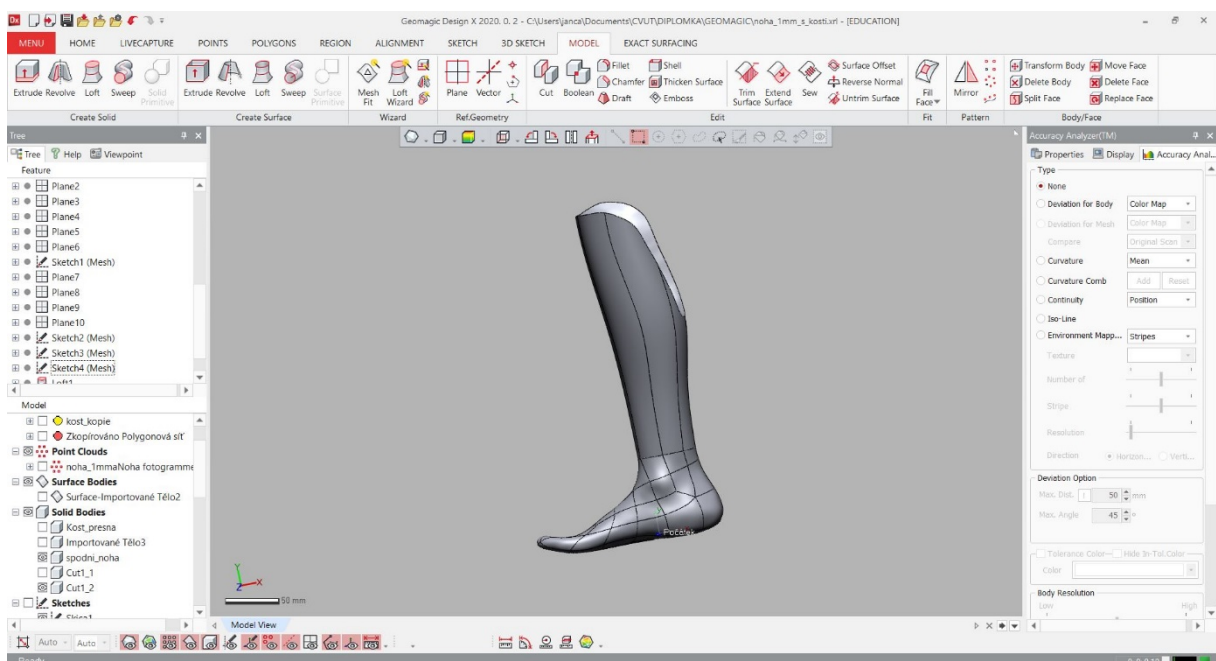 Geomagic Design X 2020. 0. 2 - C:\Users\janca\Documents\CVUT\DIPLOMKA\GEOMAGIC\noha_1mm_s_kosti.xrl - [EDUCATION]
MENU HOME LIVECAPTURE POINTS POLYGONS REGION ALIGNMENT SKETCH 3D SKETCH MODEL EXACT SURFACING
Extrude Revolve Loft Sweep Solid Primitive
Create Solid
Extrude Revolve Loft Sweep Surface Primitive
Create Surface
Mesh Fit Loft Wizard
Wizard
Plane Vector
Ref.Geometry
Cut Boolean
Fillet Shell
Chamfer Thicken Surface
Draft Emboss
Trim Surface Extend Surface Sew
Surface Offset
Reverse Normal
Untrim Surface
Edit
Fill Face
Fit
Mirror
Pattern
Transform Body Move Face
Delete Body Delete Face
Split Face Replace Face
Body/Face
Tree
Tree Help Viewpoint
Feature
Plane2
Plane3
Plane4
Plane5
Plane6
Sketch1 (Mesh)
Plane7
Plane8
Plane9
Plane10
Sketch2 (Mesh)
Sketch3 (Mesh)
Sketch4 (Mesh)
Loft1
Model
kost_kopie
Zkopírováno Polygonová síť
Point Clouds
noha_1mmaNoha fotogramme
Surface Bodies
Surface-Importované Tělo2
Solid Bodies
Kost_presna
Importované Tělo3
spodni_noha
Cut1_1
Cut1_2
Sketches
Skica1
Počátek
Y
Z X
50 mm
Model View
Accuracy Analyzer(TM)
Properties Display Accuracy Anal...
Type
None
Deviation for Body Color Map
Deviation for Mesh Color Map
Compare Original Scan
Curvature Mean
Curvature Comb Add Reset
Continuity Position
Iso-Line
Environment Mapp... Stripes
Texture
Number of
Stripe
Resolution
Direction Horizon... Verti...
Deviation Option
Max. Dist. 50 mm
Max. Angle 45 °
Tolerance Color Hide In-Tol.Color
Color
Body Resolution
Low High
Auto Auto
Ready